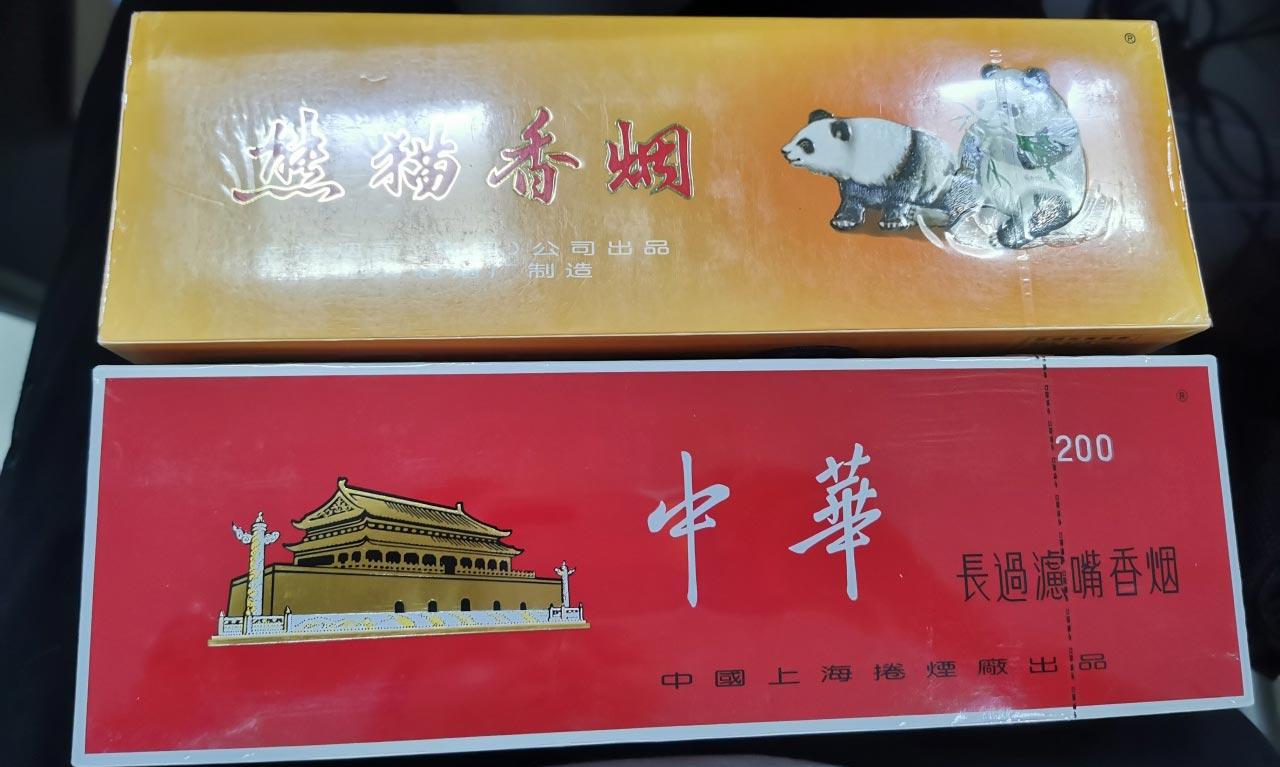 ®
熊猫香烟
公司出品
制造
®
200
中華
長過濾嘴香烟
中國上海捲煙廠出品